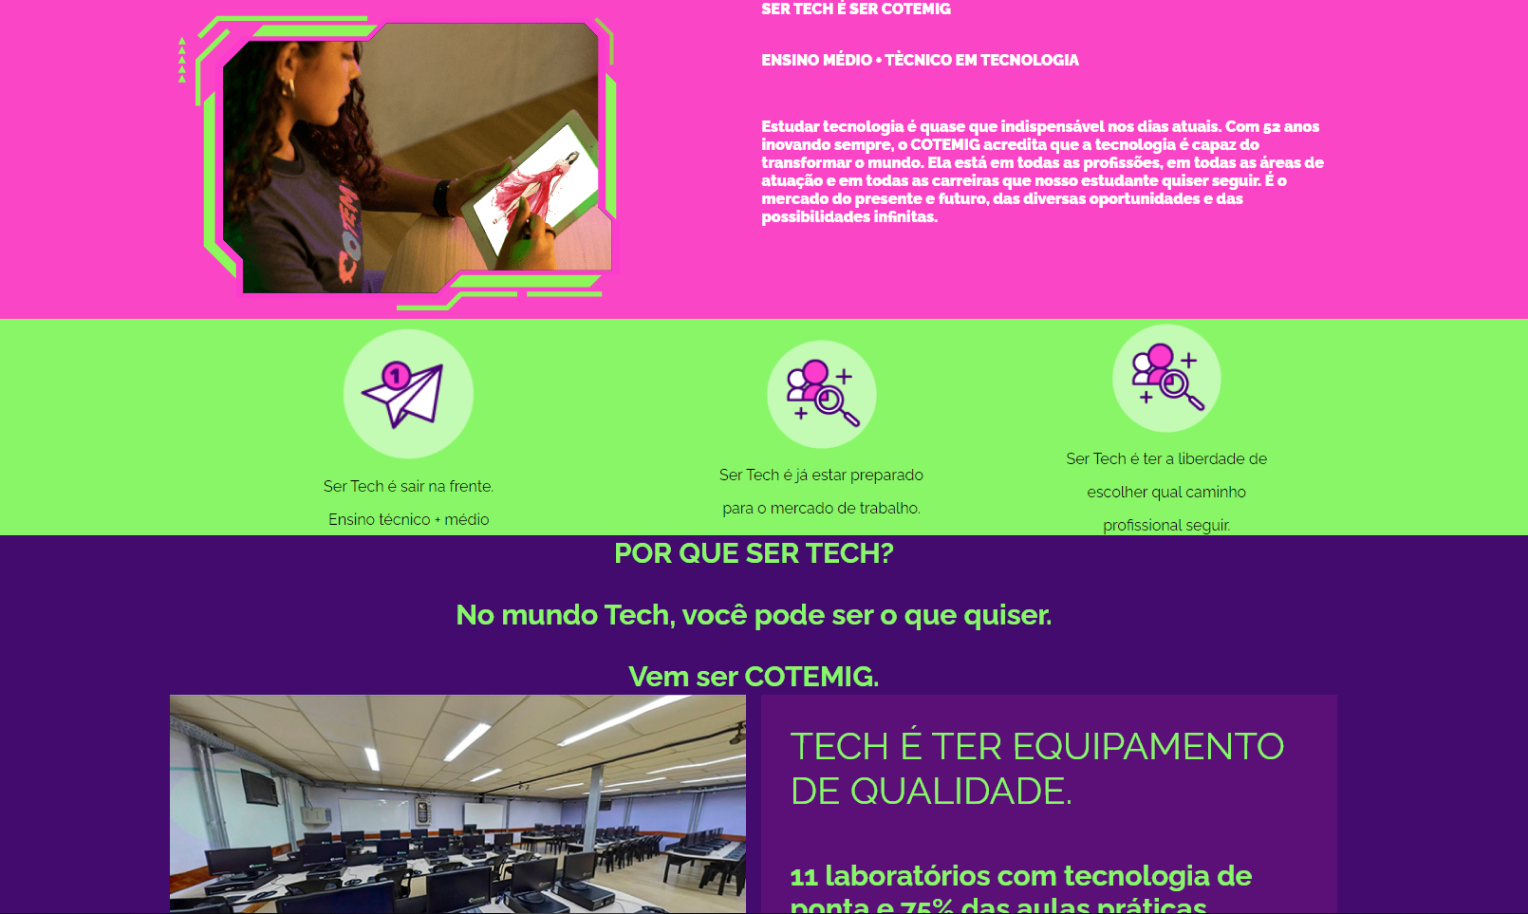 SER TECH É SER COTEMIG
ENSINO MÉDIO + TÈCNICO EM TECNOLOGIA
Estudar tecnologia é quase que indispensável nos dias atuais. Com 52 anos
inovando sempre, o COTEMIG acredita que a tecnologia é capaz do
transformar o mundo. Ela está em todas as profissões, em todas as áreas de
atuação e em todas as carreiras que nosso estudante quiser seguir. É o
mercado do presente e futuro, das diversas oportunidades e das
possibilidades infinitas.
COTEM
1
Ser Tech é sair na frente.
Ensino técnico + médio
Ser Tech é já estar preparado
para o mercado de trabalho.
Ser Tech é ter a liberdade de
escolher qual caminho
profissional seguir.
POR QUE SER TECH?
No mundo Tech, você pode ser o que quiser.
Vem ser COTEMIG.
TECH É TER EQUIPAMENTO
DE QUALIDADE.
11 laboratórios com tecnologia de
ponta e 75% das aulas práticas